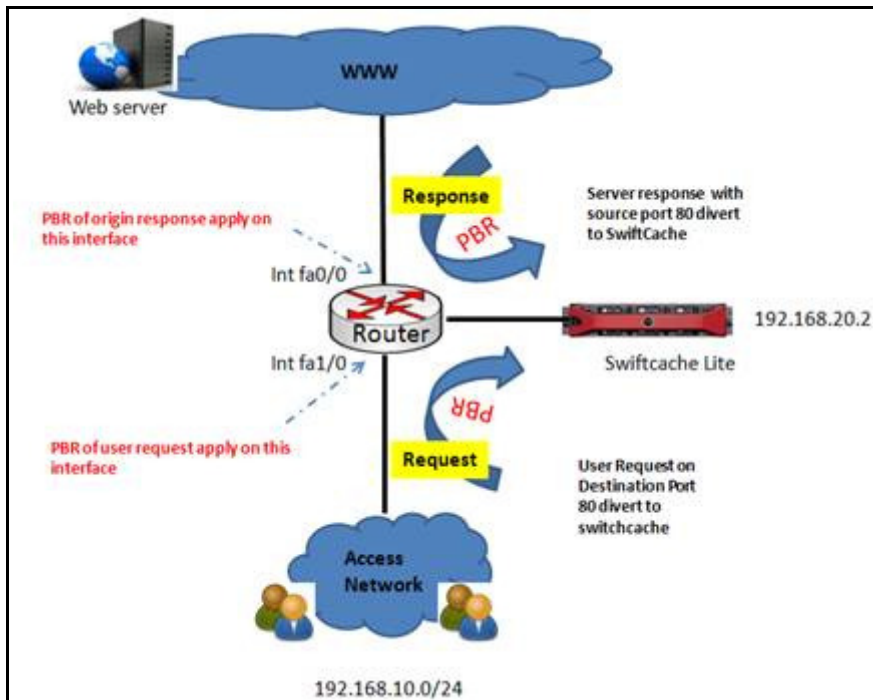 WWW
Web server
Response
PBR
Server response with
source port 80 divert
to SwiftCache
PBR of origin response apply on
this interface
Int fa0/0
Router
192.168.20.2
Swiftcache Lite
Int fa1/0
PBR
PBR of user request apply on this
interface
Request
User Request on
Destination Port
80 divert to
switchcache
Access
Network
192.168.10.0/24